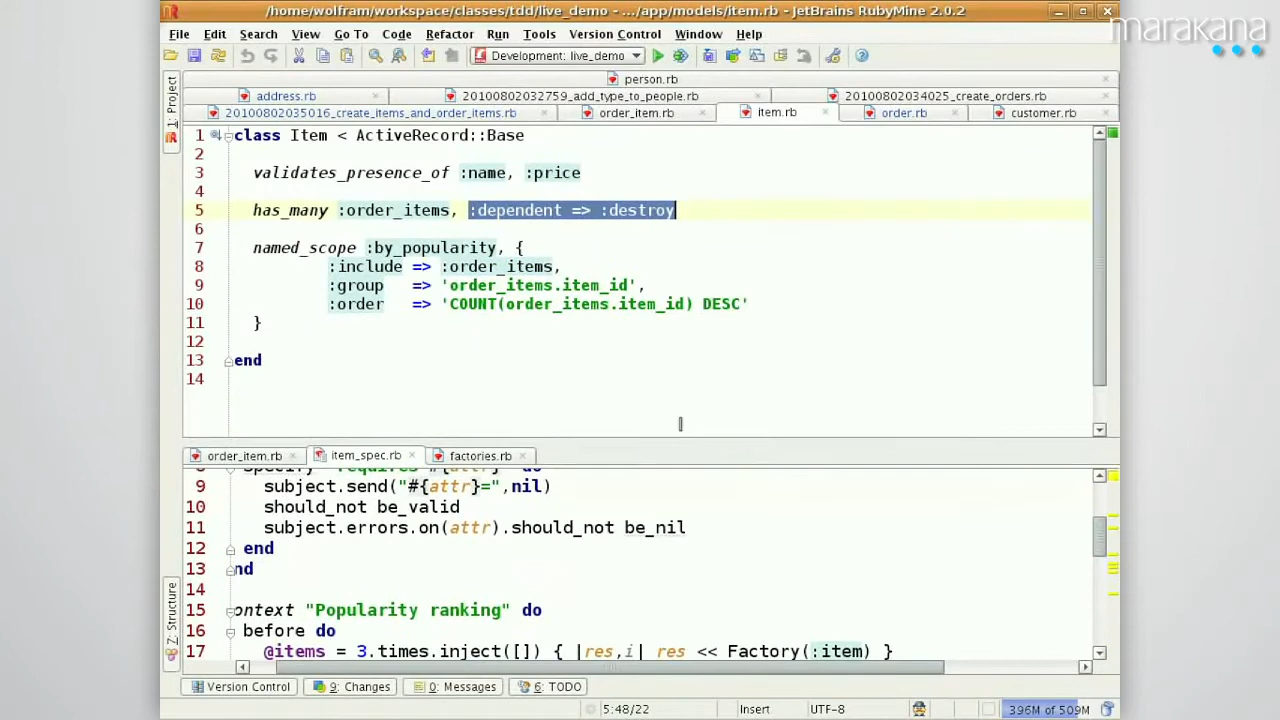 /home/wolfram/workspace/classes/tdd/live_demo - .../app/models/item.rb - JetBrains RubyMine 2.0.2
marakana
File Edit Search View Go To Code Refactor Run Tools Version Control Window Help
Development: live_demo
1: Project
person.rb
address.rb 20100802032759_add_type_to_people.rb 20100802034025_create_orders.rb
20100802035016_create_items_and_order_items.rb order_item.rb item.rb order.rb customer.rb
1 class Item < ActiveRecord::Base
2
3 validates_presence_of :name, :price
4
5 has_many :order_items, :dependent => :destroy
6
7 named_scope :by_popularity, {
8 :include => :order_items,
9 :group => 'order_items.item_id',
10 :order => 'COUNT(order_items.item_id) DESC'
11 }
12
13 end
14
order_item.rb item_spec.rb factories.rb
9 subject.send("#{attr}=",nil)
10 should_not be_valid
11 subject.errors.on(attr).should_not be_nil
12 end
13 nd
14
15 ontext "Popularity ranking" do
16 before do
17 @items = 3.times.inject([]) { |res,i| res << Factory(:item) }
Z: Structure
Version Control 9: Changes 0: Messages 6: TODO
5:48/22 Insert UTF-8 396M of 509M